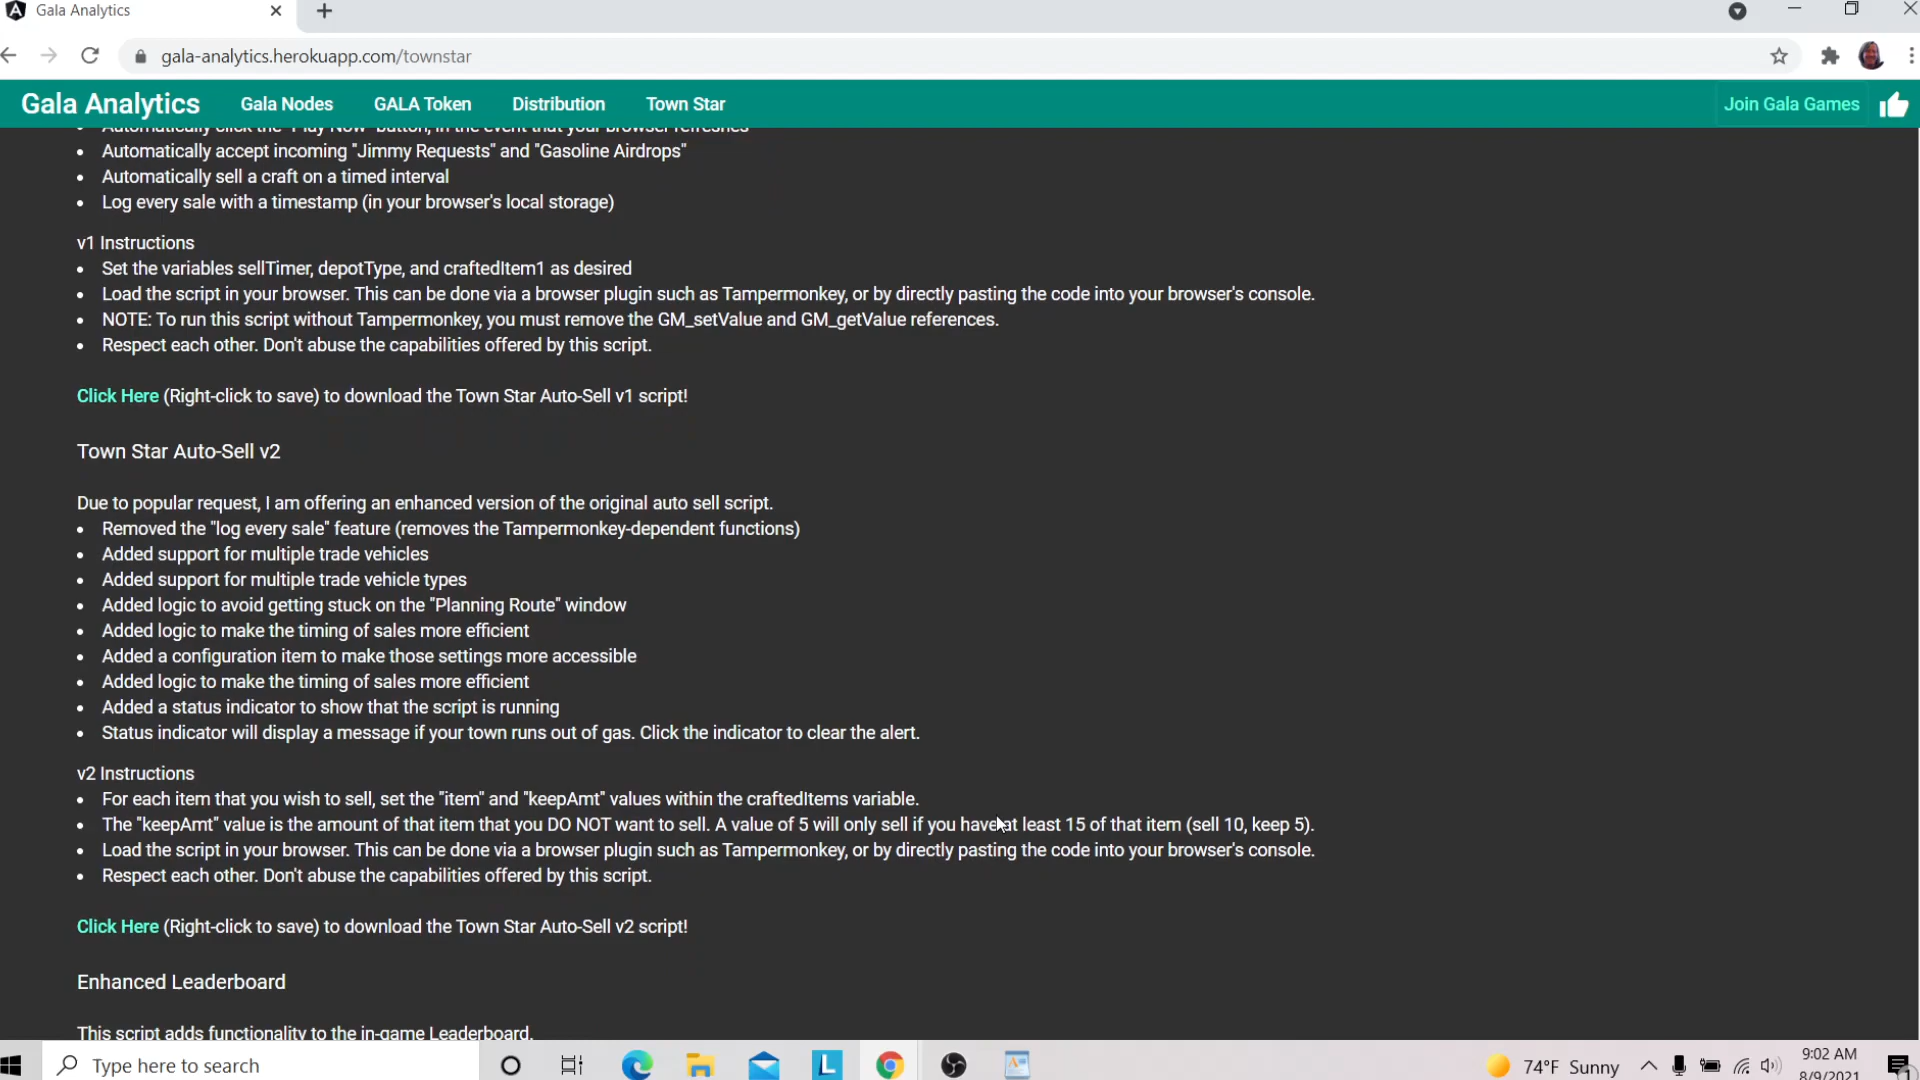 Gala Analytics
gala-analytics.herokuapp.com/townstar
Gala Analytics Gala Nodes GALA Token Distribution Town Star Join Gala Games
Automatically click the "Play Now" button, in the event that your browser refreshes
Automatically accept incoming "Jimmy Requests" and "Gasoline Airdrops"
Automatically sell a craft on a timed interval
Log every sale with a timestamp (in your browser's local storage)
v1 Instructions
Set the variables sellTimer, depotType, and craftedItem1 as desired
Load the script in your browser. This can be done via a browser plugin such as Tampermonkey, or by directly pasting the code into your browser's console.
NOTE: To run this script without Tampermonkey, you must remove the GM_setValue and GM_getValue references.
Respect each other. Don't abuse the capabilities offered by this script.
Click Here (Right-click to save) to download the Town Star Auto-Sell v1 script!
Town Star Auto-Sell v2
Due to popular request, I am offering an enhanced version of the original auto sell script.
Removed the "log every sale" feature (removes the Tampermonkey-dependent functions)
Added support for multiple trade vehicles
Added support for multiple trade vehicle types
Added logic to avoid getting stuck on the "Planning Route" window
Added logic to make the timing of sales more efficient
Added a configuration item to make those settings more accessible
Added logic to make the timing of sales more efficient
Added a status indicator to show that the script is running
Status indicator will display a message if your town runs out of gas. Click the indicator to clear the alert.
v2 Instructions
For each item that you wish to sell, set the "item" and "keepAmt" values within the craftedItems variable.
The "keepAmt" value is the amount of that item that you DO NOT want to sell. A value of 5 will only sell if you have at least 15 of that item (sell 10, keep 5).
Load the script in your browser. This can be done via a browser plugin such as Tampermonkey, or by directly pasting the code into your browser's console.
Respect each other. Don't abuse the capabilities offered by this script.
Click Here (Right-click to save) to download the Town Star Auto-Sell v2 script!
Enhanced Leaderboard
This script adds functionality to the in-game Leaderboard.
Type here to search
L
74°F Sunny
9:02 AM
8/9/2021
1